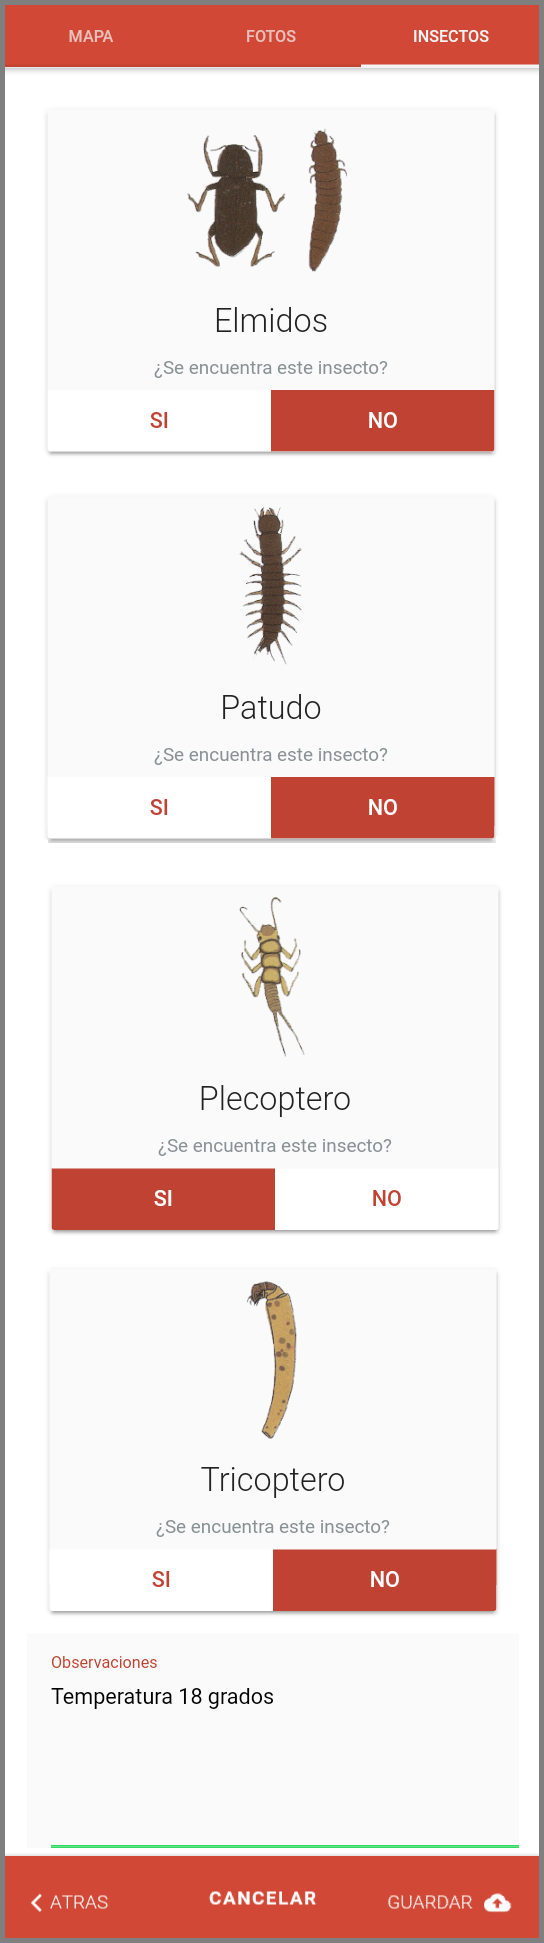 MAPA FOTOS INSECTOS
Elmidos
¿Se encuentra este insecto?
SI NO
Patudo
¿Se encuentra este insecto?
SI NO
Plecoptero
¿Se encuentra este insecto?
SI NO
Tricoptero
¿Se encuentra este insecto?
SI NO
Observaciones
Temperatura 18 grados
ATRAS CANCELAR GUARDAR